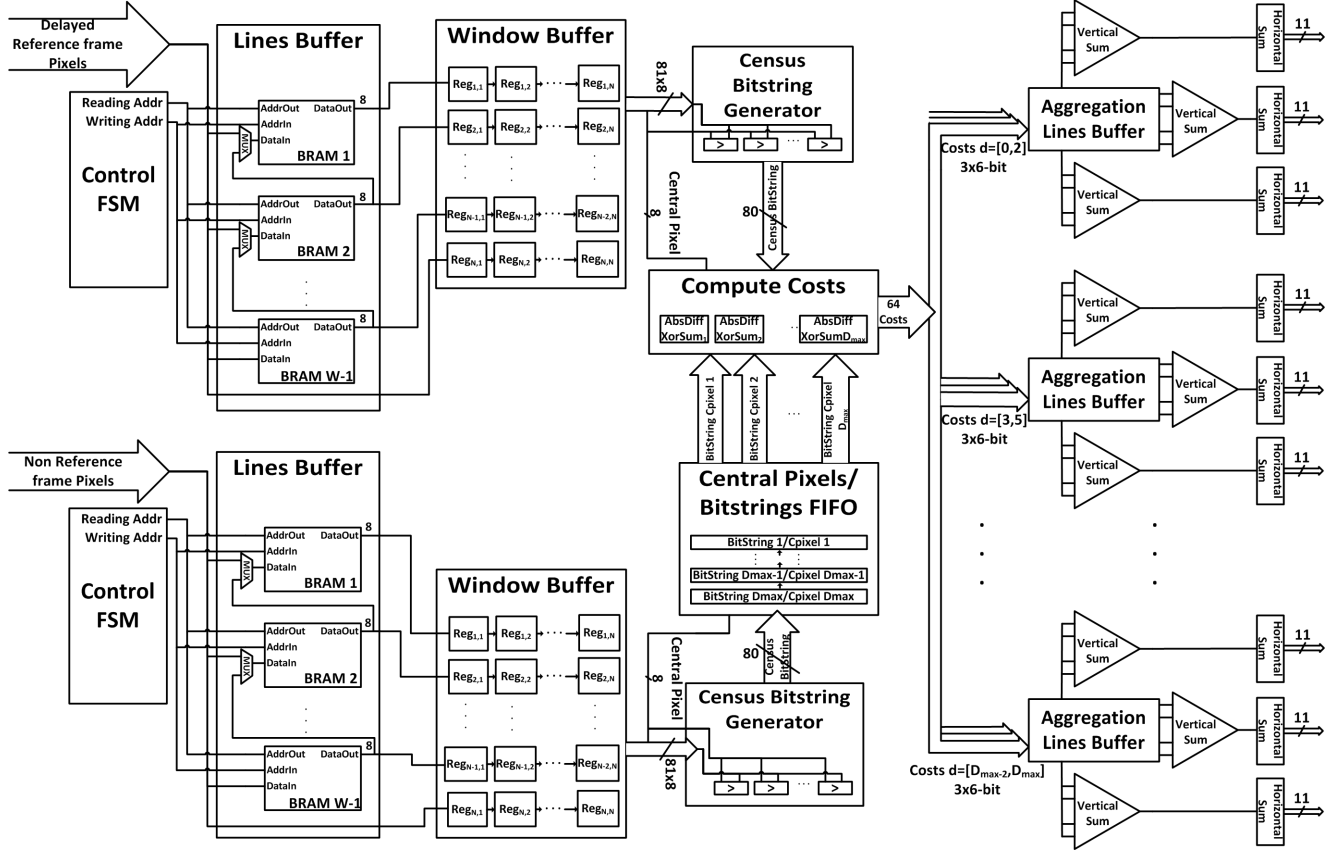 Delayed
Reference frame
Pixels
Control
FSM
Reading Addr
Writing Addr
Lines Buffer
AddrOut
DataOut
8
AddrIn
MUX
DataIn
BRAM 1
AddrOut
DataOut
8
AddrIn
MUX
DataIn
BRAM 2
AddrOut
DataOut
8
AddrIn
DataIn
BRAM W-1
Window Buffer
Reg1,1
Reg1,2
Reg1,N
Reg2,1
Reg2,2
Reg2,N
RegN-1,1
RegN-1,2
RegN-2,N
RegN,1
RegN,2
RegN,N
81x8
Census
Bitstring
Generator
>
>
>
8
Central Pixel
80
Census BitString
Compute Costs
AbsDiff
XorSum1
AbsDiff
XorSum2
AbsDiff
XorSumDmax
64
Costs
BitString Cpixel 1
BitString Cpixel 2
BitString Cpixel
Dmax
Central Pixels/
Bitstrings FIFO
BitString 1/Cpixel 1
BitString Dmax-1/Cpixel Dmax-1
BitString Dmax/Cpixel Dmax
Non Reference
frame Pixels
Control
FSM
Reading Addr
Writing Addr
Lines Buffer
AddrOut
DataOut
8
AddrIn
MUX
DataIn
BRAM 1
AddrOut
DataOut
8
AddrIn
MUX
DataIn
BRAM 2
AddrOut
DataOut
8
AddrIn
DataIn
BRAM W-1
Window Buffer
Reg1,1
Reg1,2
Reg1,N
Reg2,1
Reg2,2
Reg2,N
RegN-1,1
RegN-1,2
RegN-2,N
RegN,1
RegN,2
RegN,N
8
Central Pixel
80
Census
BitString
81x8
Census Bitstring
Generator
>
>
>
Costs d=[0,2]
3x6-bit
Aggregation
Lines Buffer
Vertical
Sum
Horizontal
Sum
11
Vertical
Sum
Horizontal
Sum
11
Vertical
Sum
Horizontal
Sum
11
Costs d=[3,5]
3x6-bit
Aggregation
Lines Buffer
Vertical
Sum
Horizontal
Sum
11
Vertical
Sum
Horizontal
Sum
11
Vertical
Sum
Horizontal
Sum
11
Costs d=[Dmax-2,Dmax]
3x6-bit
Aggregation
Lines Buffer
Vertical
Sum
Horizontal
Sum
11
Vertical
Sum
Horizontal
Sum
11
Vertical
Sum
Horizontal
Sum
11